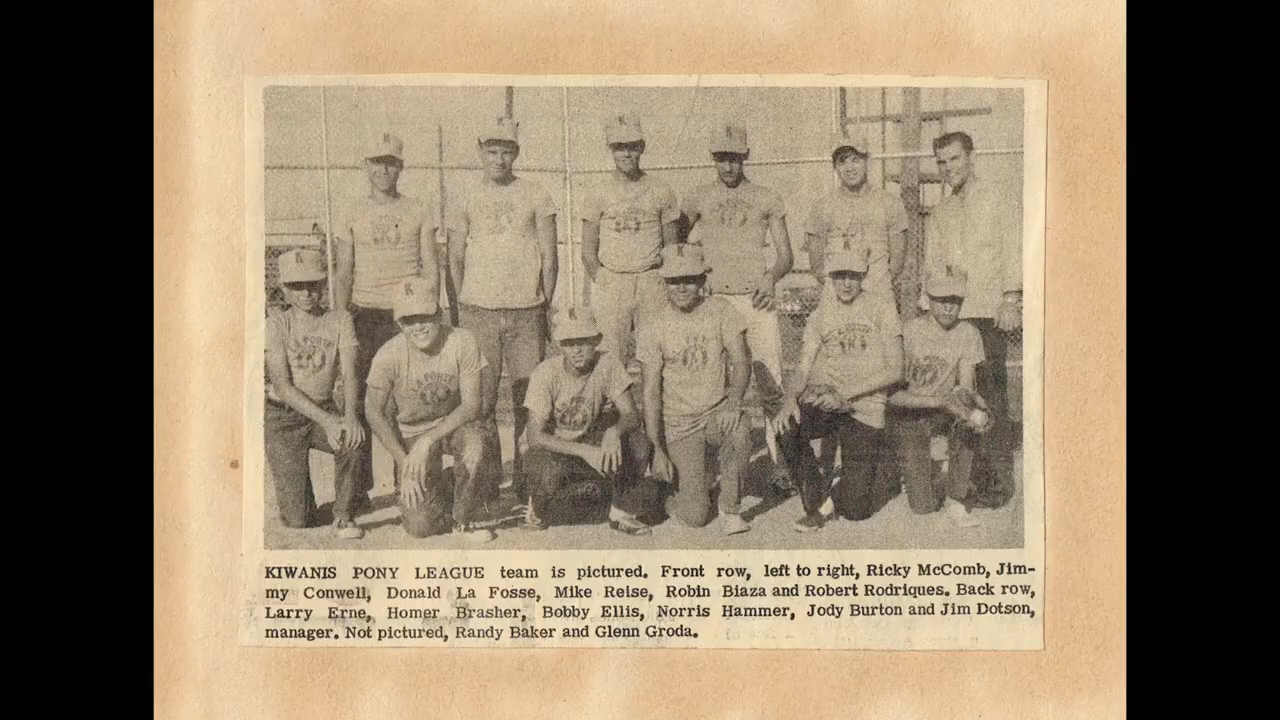 KIWANIS PONY LEAGUE team is pictured. Front row, left to right, Ricky McComb, Jim-
my Conwell, Donald La Fosse, Mike Reise, Robin Biaza and Robert Rodriques. Back row,
Larry Erne, Homer Brasher, Bobby Ellis, Norris Hammer, Jody Burton and Jim Dotson,
manager. Not pictured, Randy Baker and Glenn Groda.